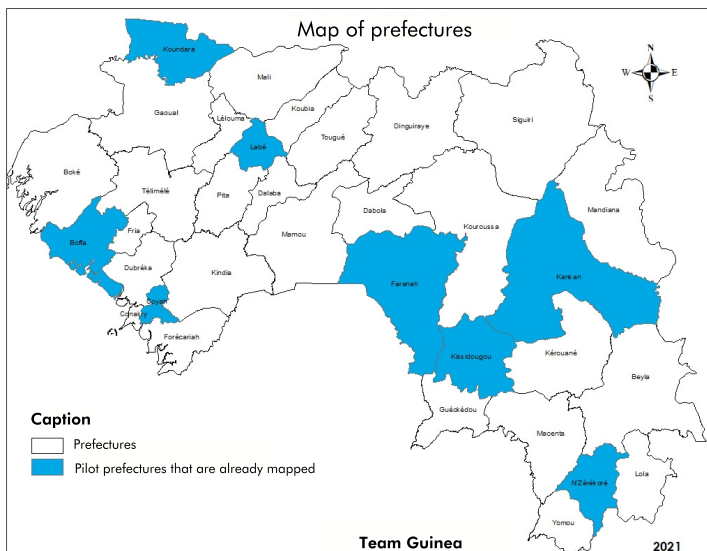 Map of prefectures
N
W E
S
Koundara
Mali
Gaoual
Koubia
Lélouma
Tougué
Dinguiraye
Siguiri
Labé
Boké
Télimélé
Pita
Dalaba
Dabola
Mandiana
Kouroussa
Mamou
Boffa
Fria
Dubréka
Kindia
Faranah
Kankan
Coyah
Conakry
Forécariah
Kissidougou
Kérouané
Beyla
Guéckédou
Macenta
N'Zérékoré
Lola
Yomou
Caption
Prefectures
Pilot prefectures that are already mapped
Team Guinea
2021